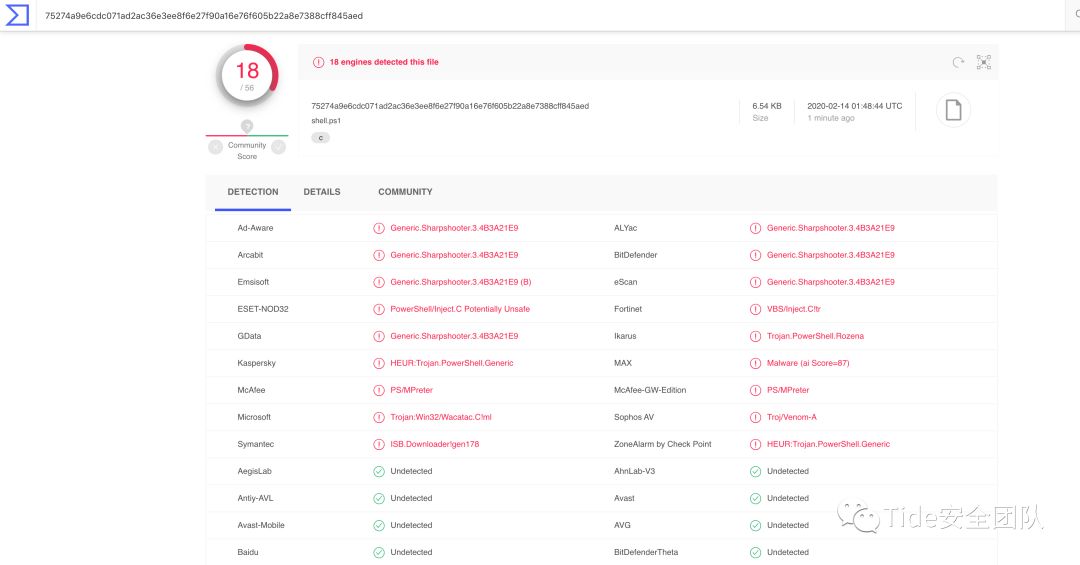 75274a9e6cdc071ad2ac36e3ee8f6e27f90a16e76f605b22a8e7388cff845aed
18
/ 56
?
Community
Score
18 engines detected this file
75274a9e6cdc071ad2ac36e3ee8f6e27f90a16e76f605b22a8e7388cff845aed
shell.ps1
c
6.54 KB
Size
2020-02-14 01:48:44 UTC
1 minute ago
DETECTION DETAILS COMMUNITY
Ad-Aware Generic.Sharpshooter.3.4B3A21E9 ALYac Generic.Sharpshooter.3.4B3A21E9
Arcabit Generic.Sharpshooter.3.4B3A21E9 BitDefender Generic.Sharpshooter.3.4B3A21E9
Emsisoft Generic.Sharpshooter.3.4B3A21E9 (B) eScan Generic.Sharpshooter.3.4B3A21E9
ESET-NOD32 PowerShell/Inject.C Potentially Unsafe Fortinet VBS/Inject.C!tr
GData Generic.Sharpshooter.3.4B3A21E9 Ikarus Trojan.PowerShell.Rozena
Kaspersky HEUR:Trojan.PowerShell.Generic MAX Malware (ai Score=87)
McAfee PS/MPreter McAfee-GW-Edition PS/MPreter
Microsoft Trojan:Win32/Wacatac.C!ml Sophos AV Troj/Venom-A
Symantec ISB.Downloader!gen178 ZoneAlarm by Check Point HEUR:Trojan.PowerShell.Generic
AegisLab Undetected AhnLab-V3 Undetected
Antiy-AVL Undetected Avast Undetected
Avast-Mobile Undetected AVG Undetected
Baidu Undetected BitDefenderTheta Undetected
Tide安全团队